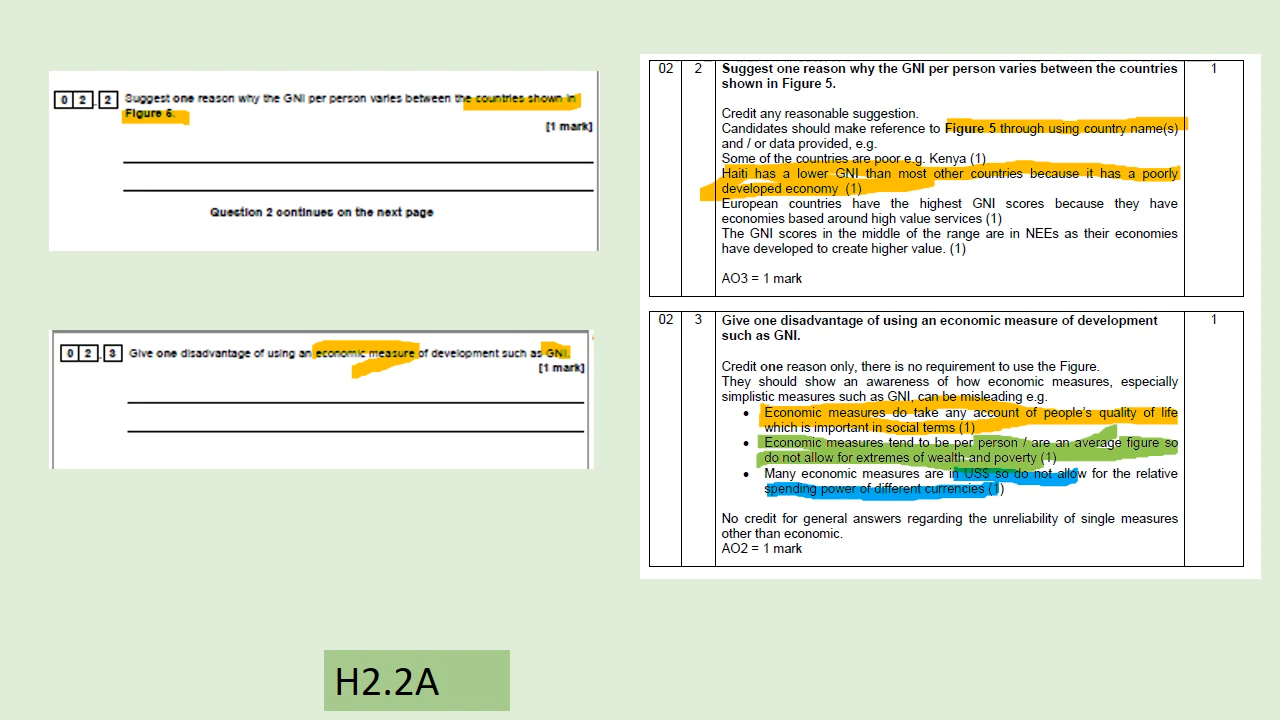 0 2 . 2 Suggest one reason why the GNI per person varies between the countries shown in
Figure 5.
[1 mark]
Question 2 continues on the next page
0 2 . 3 Give one disadvantage of using an economic measure of development such as GNI.
[1 mark]
02 2 Suggest one reason why the GNI per person varies between the countries 1
shown in Figure 5.
Credit any reasonable suggestion.
Candidates should make reference to Figure 5 through using country name(s)
and / or data provided, e.g.
Some of the countries are poor e.g. Kenya (1)
Haiti has a lower GNI than most other countries because it has a poorly
developed economy (1)
European countries have the highest GNI scores because they have
economies based around high value services (1)
The GNI scores in the middle of the range are in NEEs as their economies
have developed to create higher value. (1)
AO3 = 1 mark
02 3 Give one disadvantage of using an economic measure of development 1
such as GNI.
Credit one reason only, there is no requirement to use the Figure.
They should show an awareness of how economic measures, especially
simplistic measures such as GNI, can be misleading e.g.
• Economic measures do take any account of people's quality of life
which is important in social terms (1)
• Economic measures tend to be per person / are an average figure so
do not allow for extremes of wealth and poverty (1)
• Many economic measures are in US$ so do not allow for the relative
spending power of different currencies (1)
No credit for general answers regarding the unreliability of single measures
other than economic.
AO2 = 1 mark
H2.2A